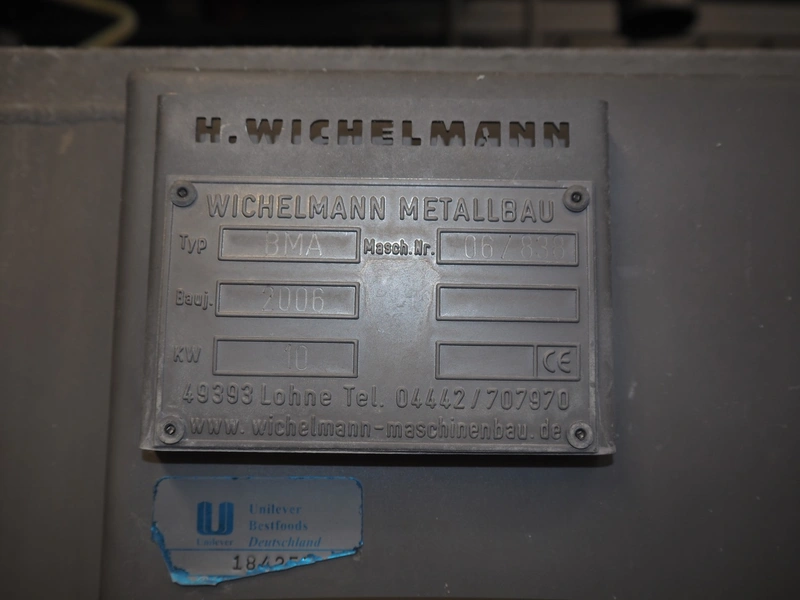 H.WICHELMANN
WICHELMANN METALLBAU
Typ BMA Masch.Nr.
Bauj. 2006
KW 10 CE
49393 Lohne Tel. 04442/707970
www.wichelmann-maschinenbau.de
Unilever
Bestfoods
Unilever Deutschland